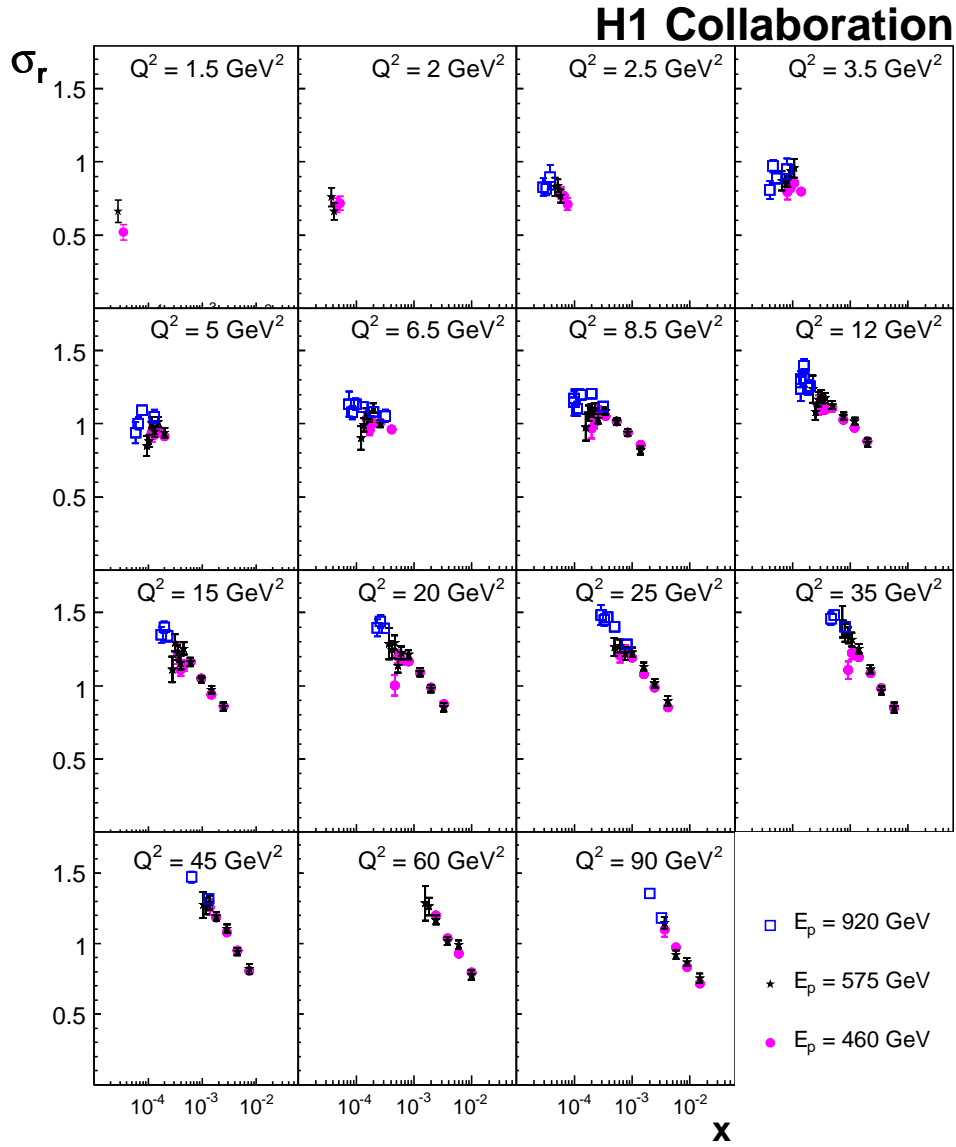 H1 Collaboration
σr
Q² = 1.5 GeV²
Q² = 2 GeV²
Q² = 2.5 GeV²
Q² = 3.5 GeV²
1.5
1
0.5
Q² = 5 GeV²
Q² = 6.5 GeV²
Q² = 8.5 GeV²
Q² = 12 GeV²
1.5
1
0.5
Q² = 15 GeV²
Q² = 20 GeV²
Q² = 25 GeV²
Q² = 35 GeV²
1.5
1
0.5
Q² = 45 GeV²
Q² = 60 GeV²
Q² = 90 GeV²
1.5
1
0.5
Ep = 920 GeV
Ep = 575 GeV
Ep = 460 GeV
10⁻⁴ 10⁻³ 10⁻² 10⁻⁴ 10⁻³ 10⁻² 10⁻⁴ 10⁻³ 10⁻²
x